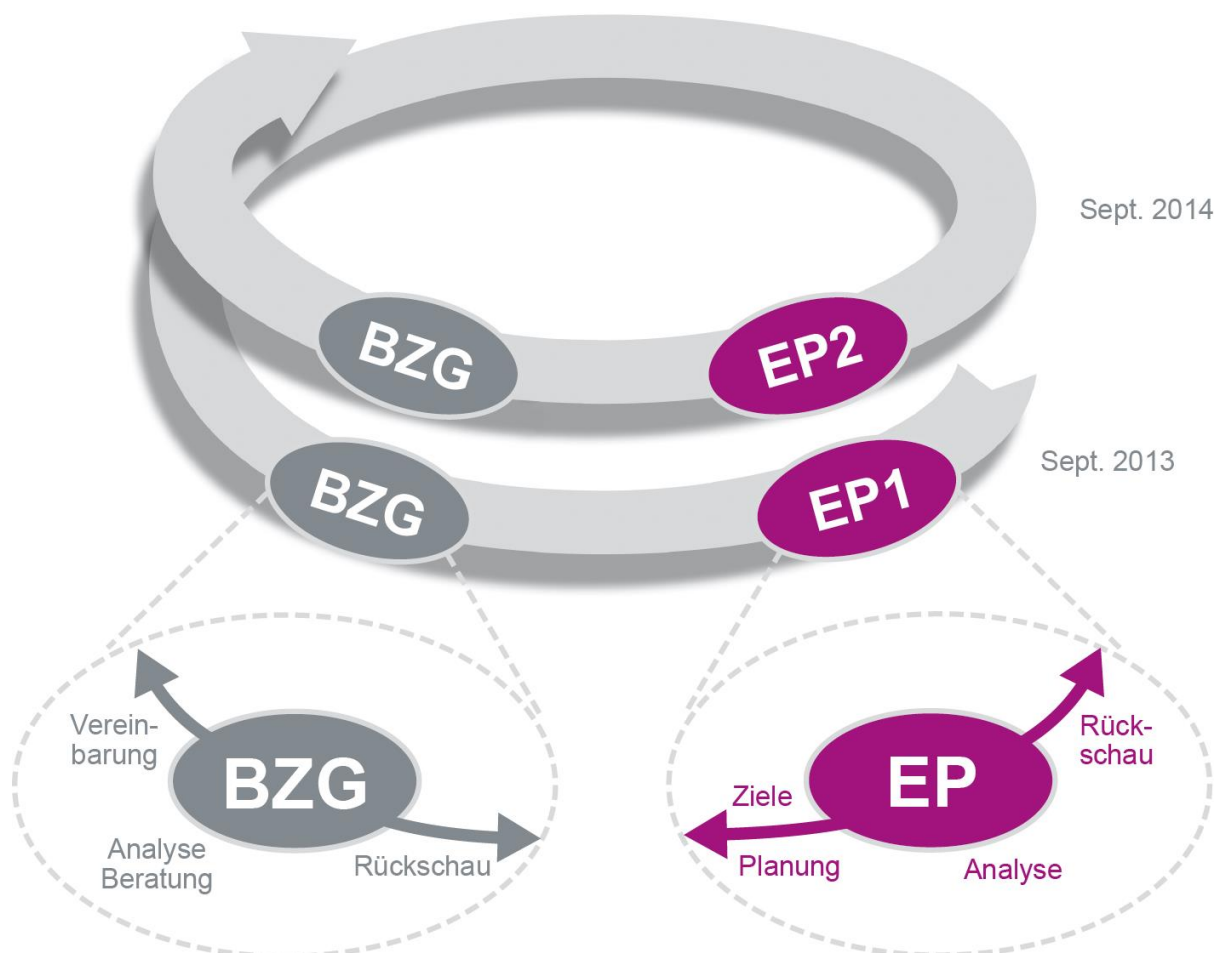 Sept. 2014
BZG
EP2
Sept. 2013
BZG
EP1
Verein-
barung
BZG
Analyse
Beratung
Rückschau
Rück-
schau
EP
Ziele
Planung
Analyse